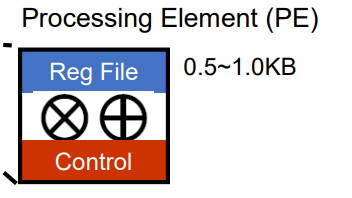 Processing Element (PE)
Reg File
0.5~1.0KB
Control